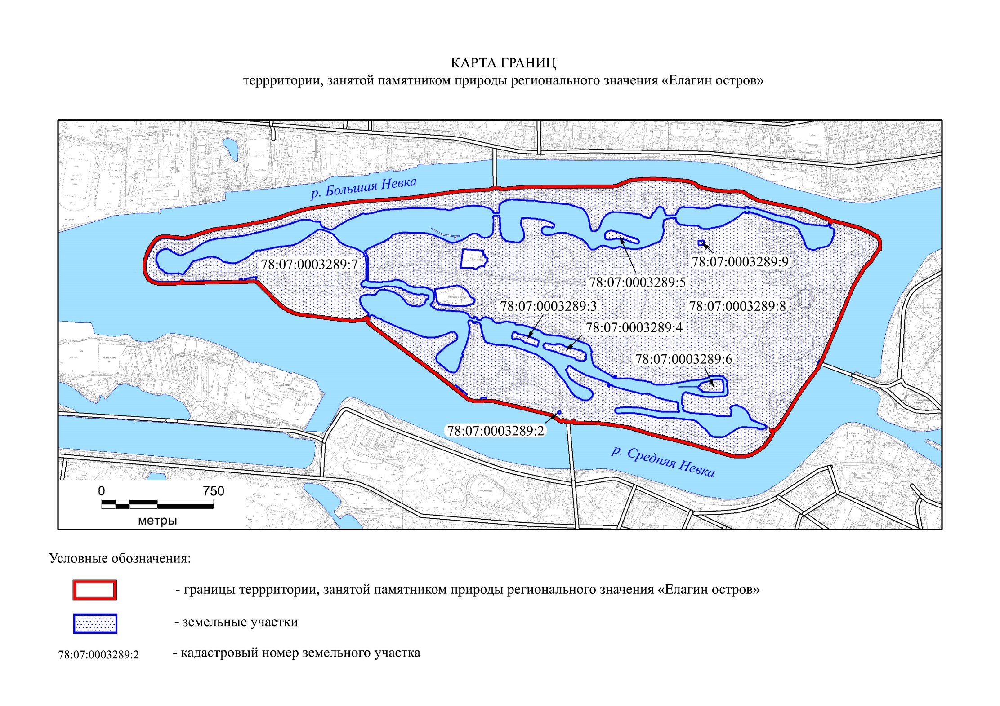 КАРТА ГРАНИЦ
террритории, занятой памятником природы регионального значения «Елагин остров»
р. Большая Невка
78:07:0003289:7
78:07:0003289:9
78:07:0003289:5
78:07:0003289:3
78:07:0003289:8
78:07:0003289:4
78:07:0003289:6
78:07:0003289:2
р. Средняя Невка
0 750
метры
Условные обозначения:
- границы террритории, занятой памятником природы регионального значения «Елагин остров»
- земельные участки
78:07:0003289:2 - кадастровый номер земельного участка